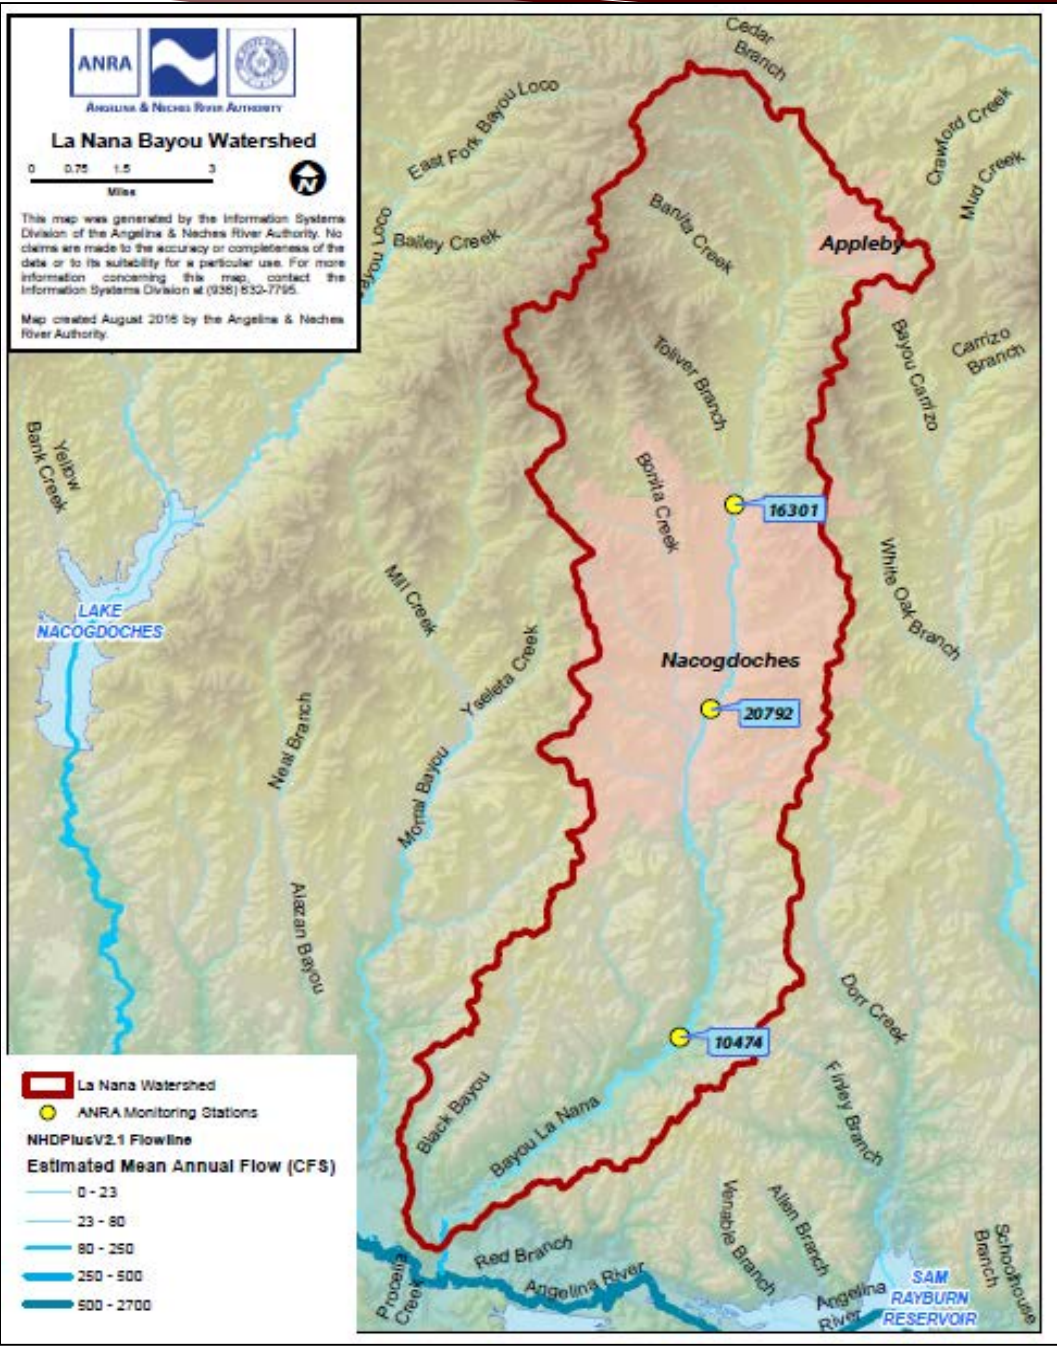 ANRA
ANGELINA & NECHES RIVER AUTHORITY
La Nana Bayou Watershed
0 0.75 1.5 3
Miles
N
This map was generated by the Information Systems
Division of the Angelina & Neches River Authority. No
claims are made to the accuracy or completeness of the
data or to its suitability for a particular use. For more
information concerning this map, contact the
Information Systems Division at (936) 632-7795.
Map created August 2016 by the Angelina & Neches
River Authority.
Cedar
Branch
East Fork Bayou Loco
Crawford Creek
Mud Creek
Bayou Loco
Bailey Creek
Banita Creek
Appleby
Toliver Branch
Bayou Carrizo
Carrizo
Branch
Yellow
Bank Creek
Bonita Creek
16301
White Oak Branch
Mill Creek
LAKE
NACOGDOCHES
Yseleta Creek
Nacogdoches
20792
Neal Branch
Morral Bayou
Alazan Bayou
Dorr Creek
10474
Finley Branch
Black Bayou
Bayou La Nana
Venable Branch
Allen Branch
Schoolhouse
Branch
Red Branch
Procella
Creek
Angelina River
Angelina
River
SAM
RAYBURN
RESERVOIR
La Nana Watershed
ANRA Monitoring Stations
NHDPlusV2.1 Flowline
Estimated Mean Annual Flow (CFS)
0 - 23
23 - 80
80 - 250
250 - 500
500 - 2700